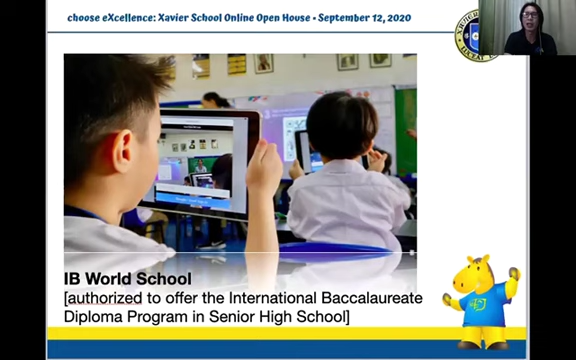 choose eXcellence: Xavier School Online Open House • September 12, 2020
IB World School
[authorized to offer the International Baccalaureate
Diploma Program in Senior High School]